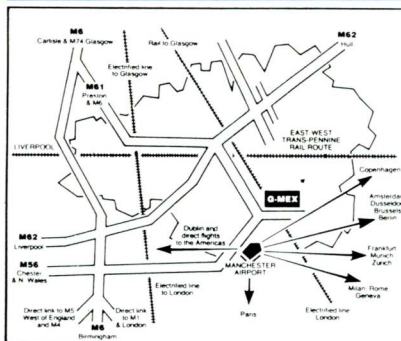 M6
Carlisle & M74 Glasgow
Rail to Glasgow
M62
Hull
Electrified line
to Glasgow
M61
Preston
& M6
EAST WEST
TRANS-PENNINE
RAIL ROUTE
LIVERPOOL
Copenhagen
G-MEX
Amsterdam
Dusseldorf
Brussels
Berlin
M62
Liverpool
Dublin and
direct flights
to the Americas
M56
Chester
& N. Wales
MANCHESTER
AIRPORT
Frankfurt
Munich
Zurich
Electrified line
to London
Milan: Rome
Geneva
Direct link to M5
West of England
and M4
Direct link
to M1
& London
M6
Birmingham
Paris
Electrified line
London